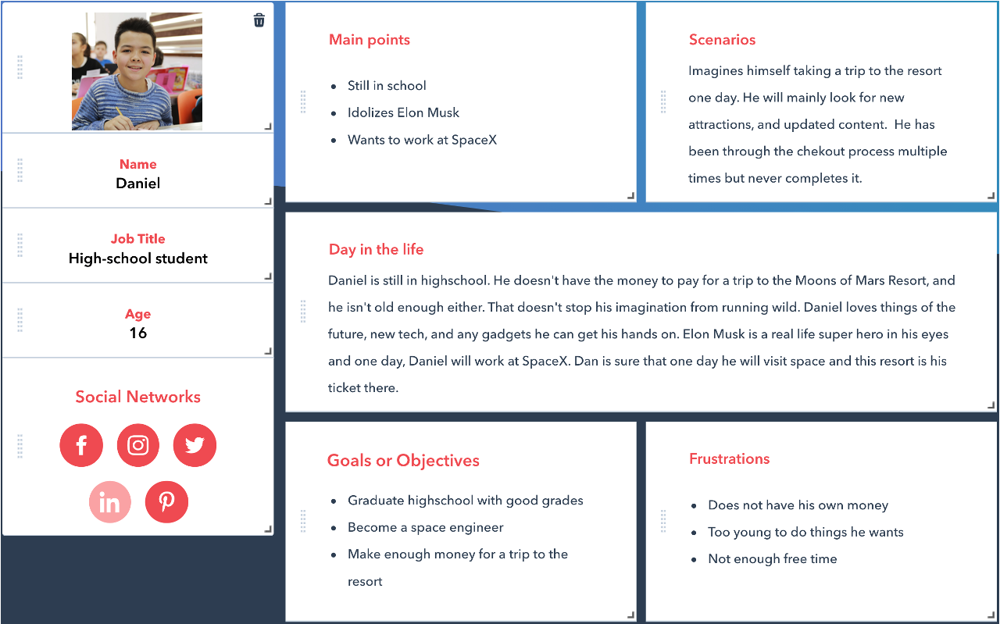 Name
Daniel
Job Title
High-school student
Age
16
Social Networks
f
in
Main points
Still in school
Idolizes Elon Musk
Wants to work at SpaceX
Scenarios
Imagines himself taking a trip to the resort
one day. He will mainly look for new
attractions, and updated content.  He has
been through the chekout process multiple
times but never completes it.
Day in the life
Daniel is still in highschool. He doesn't have the money to pay for a trip to the Moons of Mars Resort, and
he isn't old enough either. That doesn't stop his imagination from running wild. Daniel loves things of the
future, new tech, and any gadgets he can get his hands on. Elon Musk is a real life super hero in his eyes
and one day, Daniel will work at SpaceX. Dan is sure that one day he will visit space and this resort is his
ticket there.
Goals or Objectives
Graduate highschool with good grades
Become a space engineer
Make enough money for a trip to the
resort
Frustrations
Does not have his own money
Too young to do things he wants
Not enough free time